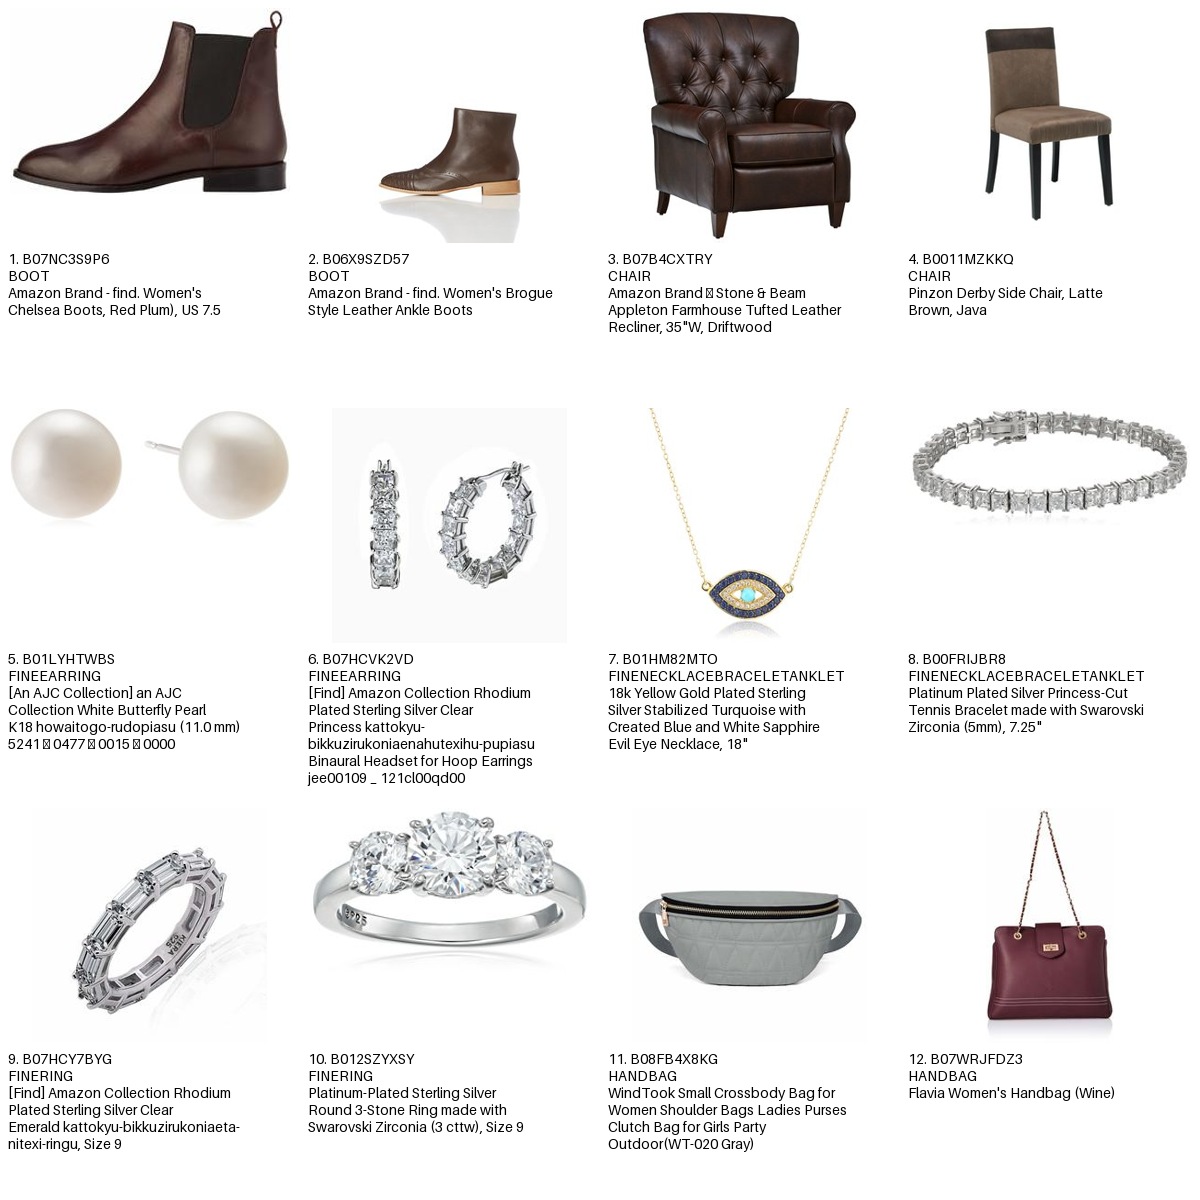 1. B07NC3S9P6
BOOT
Amazon Brand - find. Women's
Chelsea Boots, Red Plum), US 7.5
2. B06X9SZD57
BOOT
Amazon Brand - find. Women's Brogue
Style Leather Ankle Boots
3. B07B4CXTRY
CHAIR
Amazon Brand Stone & Beam
Appleton Farmhouse Tufted Leather
Recliner, 35"W, Driftwood
4. B0011MZKKQ
CHAIR
Pinzon Derby Side Chair, Latte
Brown, Java
5. B01LYHTWBS
FINEEARRING
[An AJC Collection] an AJC
Collection White Butterfly Pearl
K18 howaitogo-rudopiasu (11.0 mm)
5241 0477 0015 0000
6. B07HCVK2VD
FINEEARRING
[Find] Amazon Collection Rhodium
Plated Sterling Silver Clear
Princess kattokyu-
bikkuzirukoniaenahutexihu-pupiasu
Binaural Headset for Hoop Earrings
jee00109 _ 121cl00qd00
7. B01HM82MTO
FINENECKLACEBRACELETANKLET
18k Yellow Gold Plated Sterling
Silver Stabilized Turquoise with
Created Blue and White Sapphire
Evil Eye Necklace, 18"
8. B00FRIJBR8
FINENECKLACEBRACELETANKLET
Platinum Plated Silver Princess-Cut
Tennis Bracelet made with Swarovski
Zirconia (5mm), 7.25"
925
9. B07HCY7BYG
FINERING
[Find] Amazon Collection Rhodium
Plated Sterling Silver Clear
Emerald kattokyu-bikkuzirukoniaeta-
nitexi-ringu, Size 9
10. B012SZYXSY
FINERING
Platinum-Plated Sterling Silver
Round 3-Stone Ring made with
Swarovski Zirconia (3 cttw), Size 9
11. B08FB4X8KG
HANDBAG
WindTook Small Crossbody Bag for
Women Shoulder Bags Ladies Purses
Clutch Bag for Girls Party
Outdoor(WT-020 Gray)
12. B07WRJFDZ3
HANDBAG
Flavia Women's Handbag (Wine)